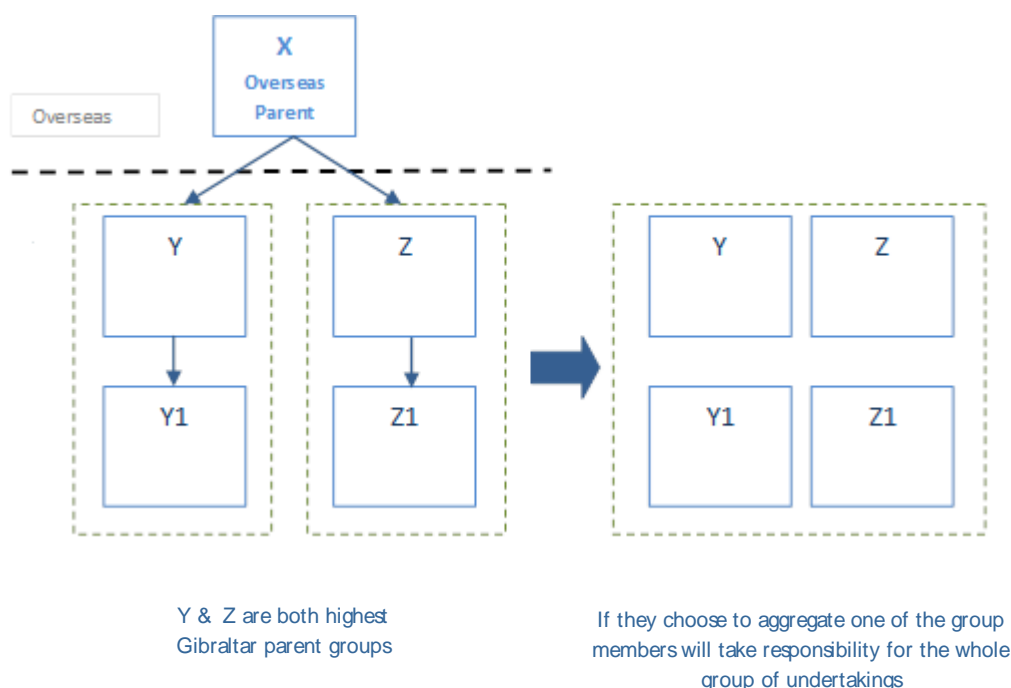 X
Overseas
Parent
Overseas
Y
Z
Y
Z
Y1
Z1
Y1
Z1
Y & Z are both highest
Gibraltar parent groups
If they choose to aggregate one of the group
members will take responsibility for the whole
group of undertakings